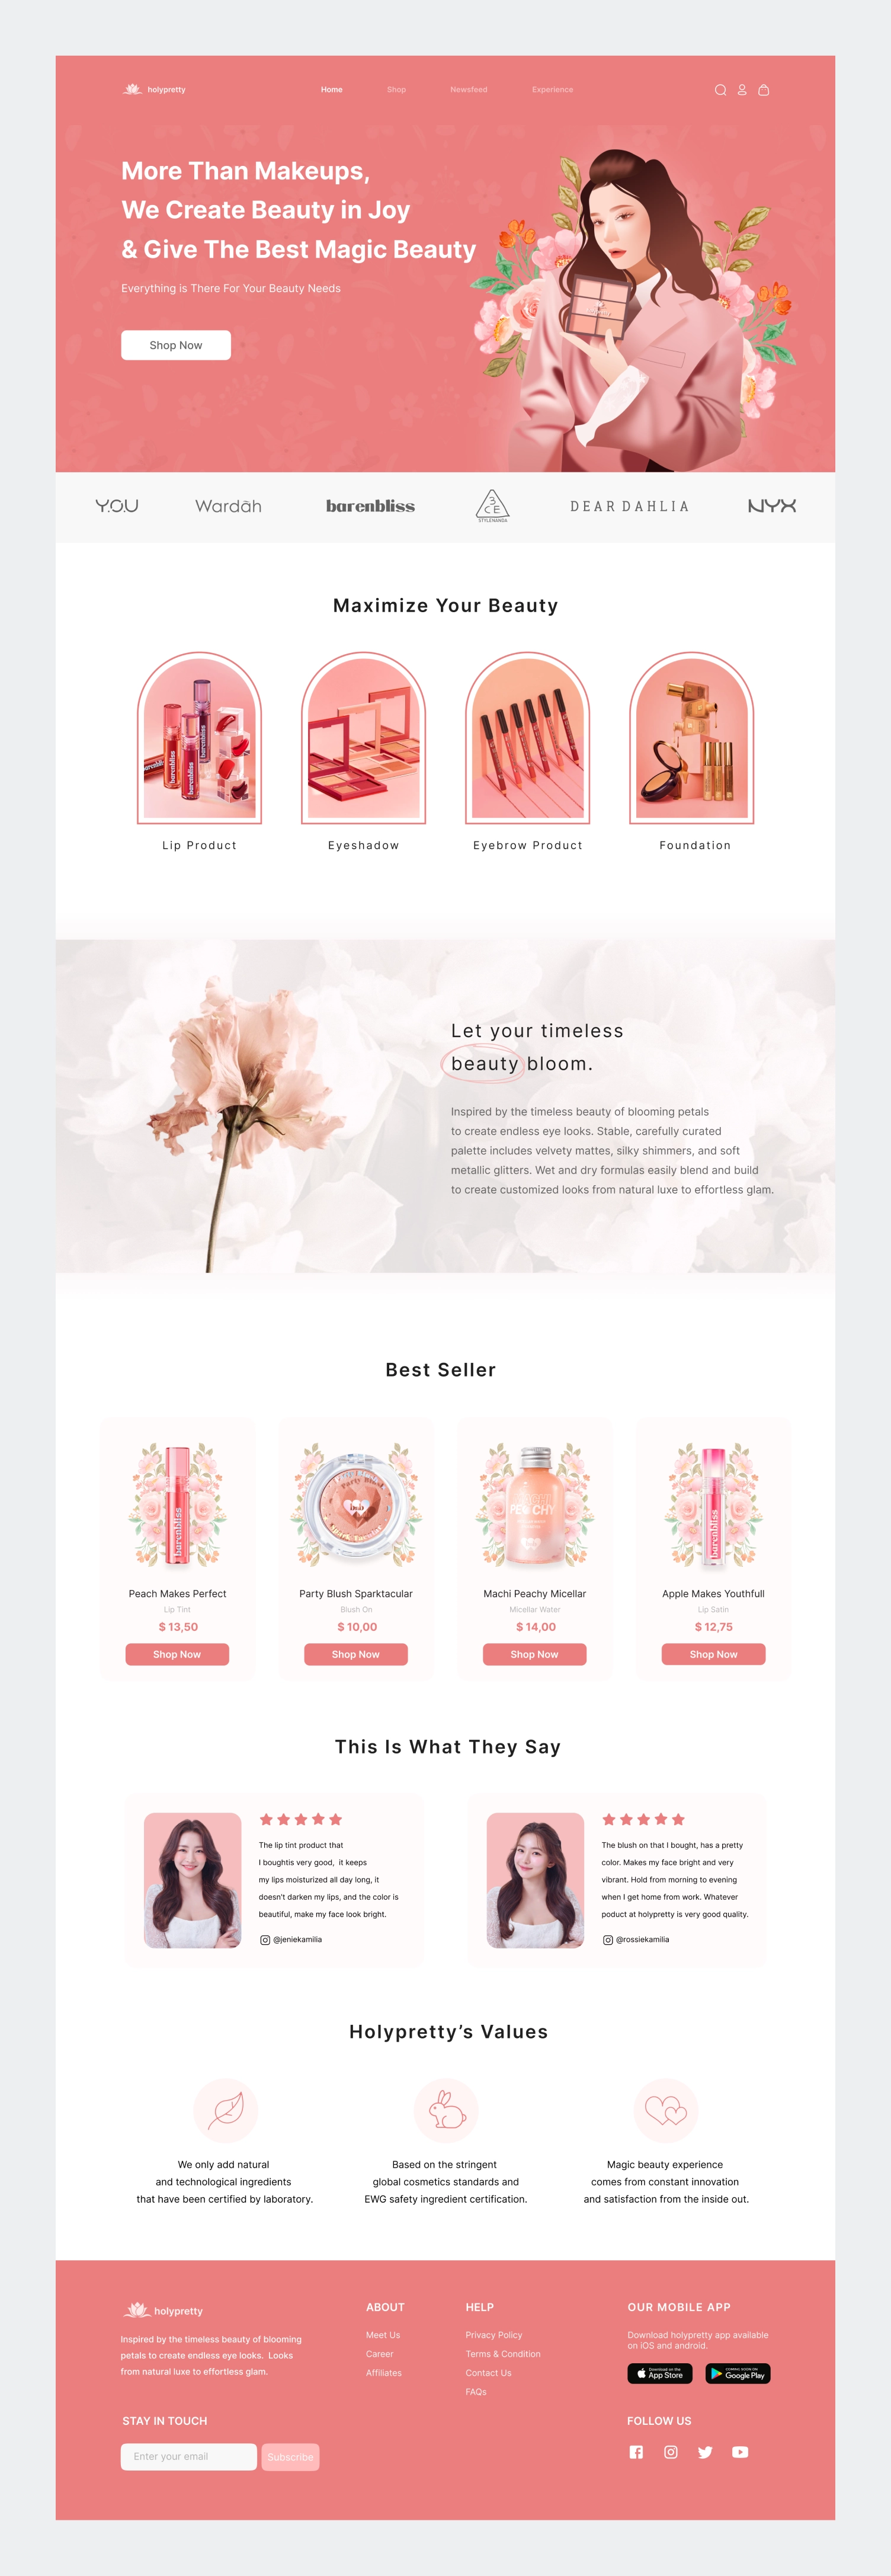 holypretty
Home
Shop
Newsfeed
Experience
More Than Makeups,
We Create Beauty in Joy
& Give The Best Magic Beauty
Everything is There For Your Beauty Needs
Shop Now
Y.O.U
Wardah
barenbliss
3CE
STYLENANDA
DEAR DAHLIA
NYX
Maximize Your Beauty
barenbliss
barenbliss
barenbliss
barenbliss
Lip Product
Eyeshadow
Eyebrow Product
Foundation
Let your timeless
beauty bloom.
Inspired by the timeless beauty of blooming petals
to create endless eye looks. Stable, carefully curated
palette includes velvety mattes, silky shimmers, and soft
metallic glitters. Wet and dry formulas easily blend and build
to create customized looks from natural luxe to effortless glam.
Best Seller
barenbliss
PEACHY
barenbliss
Peach Makes Perfect
Lip Tint
$ 13,50
Shop Now
Party Blush Sparktacular
Blush On
$ 10,00
Shop Now
Machi Peachy Micellar
Micellar Water
$ 14,00
Shop Now
Apple Makes Youthfull
Lip Satin
$ 12,75
Shop Now
This Is What They Say
The lip tint product that
I boughtis very good, it keeps
my lips moisturized all day long, it
doesn't darken my lips, and the color is
beautiful, make my face look bright.
@jeniekamilia
The blush on that I bought, has a pretty
color. Makes my face bright and very
vibrant. Hold from morning to evening
when I get home from work. Whatever
poduct at holypretty is very good quality.
@rossiekamilia
Holypretty's Values
We only add natural
and technological ingredients
that have been certified by laboratory.
Based on the stringent
global cosmetics standards and
EWG safety ingredient certification.
Magic beauty experience
comes from constant innovation
and satisfaction from the inside out.
holypretty
Inspired by the timeless beauty of blooming
petals to create endless eye looks. Looks
from natural luxe to effortless glam.
STAY IN TOUCH
Enter your email
Subscribe
ABOUT
Meet Us
Career
Affiliates
HELP
Privacy Policy
Terms & Condition
Contact Us
FAQs
OUR MOBILE APP
Download holypretty app available
on iOS and android.
Download on the
App Store
COMING SOON ON
Google Play
FOLLOW US